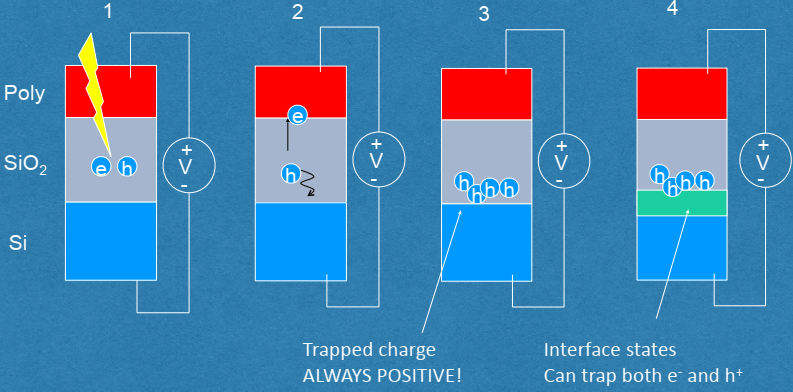 1
2
3
4
Poly
SiO₂
Si
e h
+
V
-
e
h
+
V
-
h h h h
+
V
-
h h h h
+
V
-
Trapped charge
ALWAYS POSITIVE!
Interface states
Can trap both e⁻ and h⁺